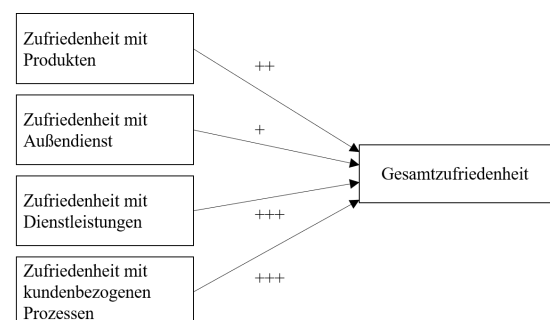 Zufriedenheit mit
Produkten
++
Zufriedenheit mit
Außendienst
+
Gesamtzufriedenheit
Zufriedenheit mit
Dienstleistungen
+++
Zufriedenheit mit
kundenbezogenen
Prozessen
+++